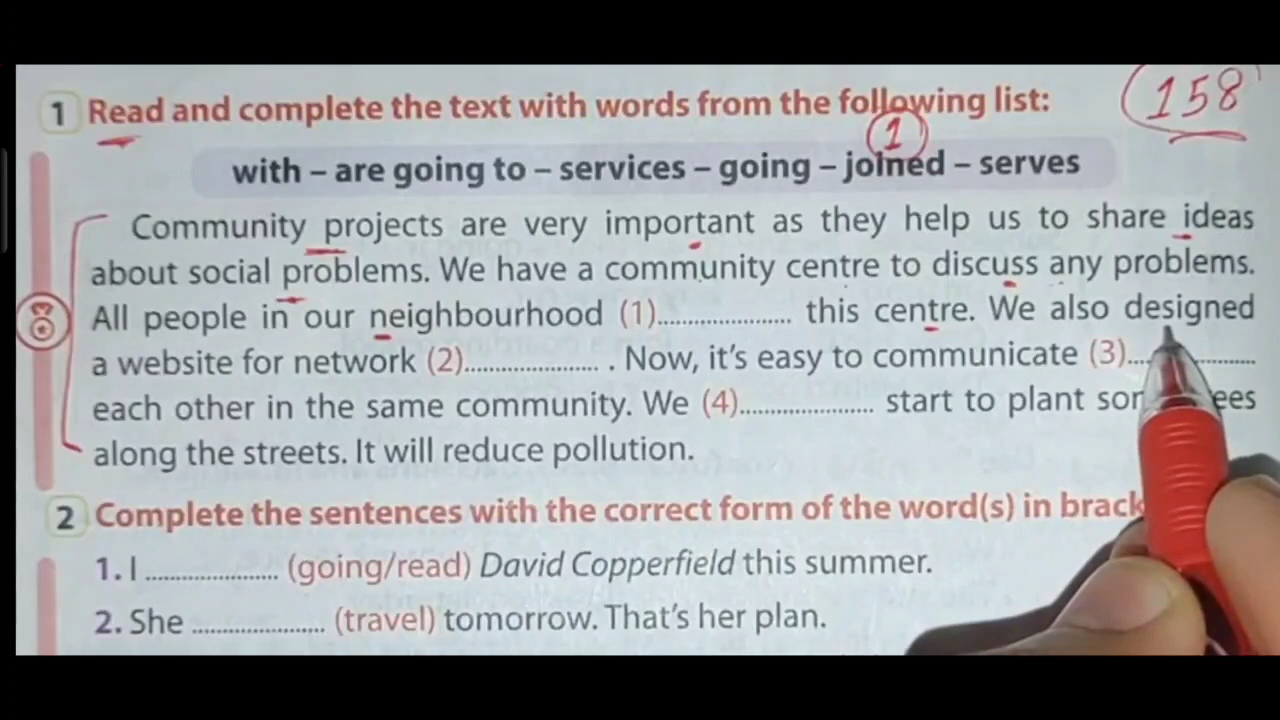 1 Read and complete the text with words from the following list:
158
1
with – are going to – services – going – joined – serves
Community projects are very important as they help us to share ideas
about social problems. We have a community centre to discuss any problems.
All people in our neighbourhood (1).................... this centre. We also designed
a website for network (2).................... . Now, it's easy to communicate (3)....................
each other in the same community. We (4).................... start to plant
along the streets. It will reduce pollution.
2 Complete the sentences with the correct form of the word(s) in
1. I .................... (going/read) David Copperfield this summer.
2. She .................... (travel) tomorrow. That's her plan.